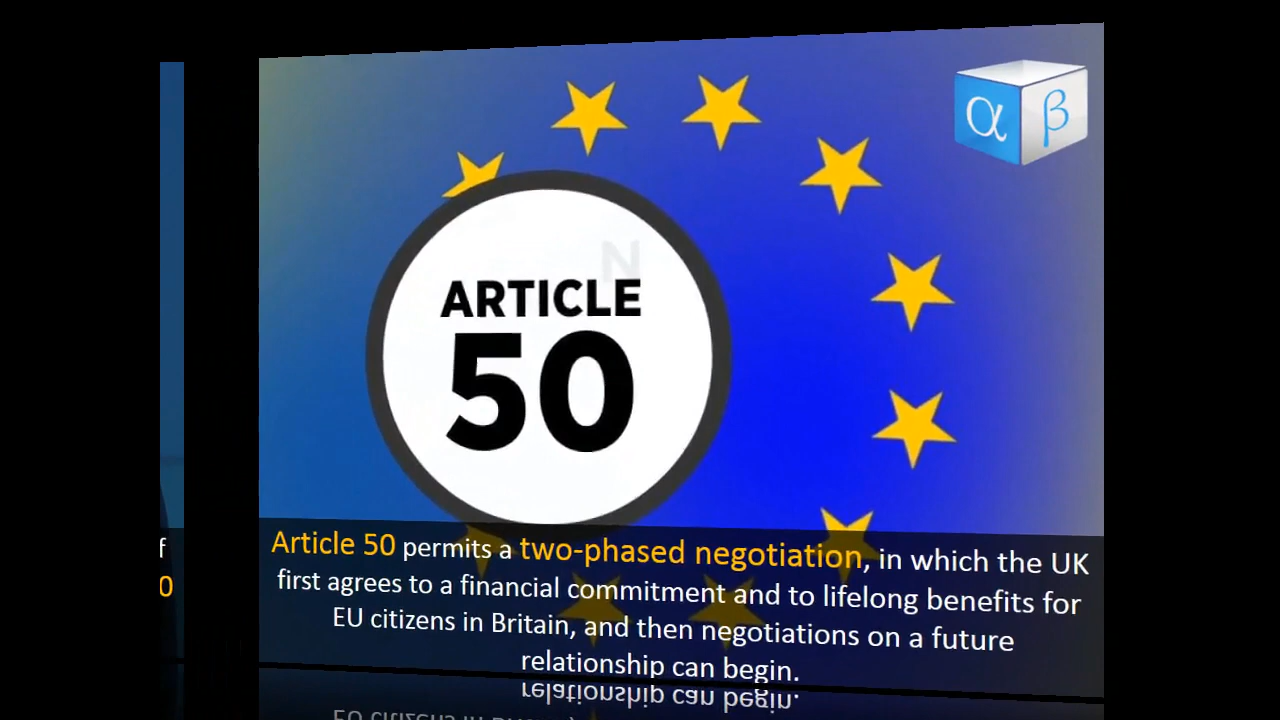 α β
N
ARTICLE
50
f
0
Article 50 permits a two-phased negotiation, in which the UK
first agrees to a financial commitment and to lifelong benefits for
EU citizens in Britain, and then negotiations on a future
relationship can begin.